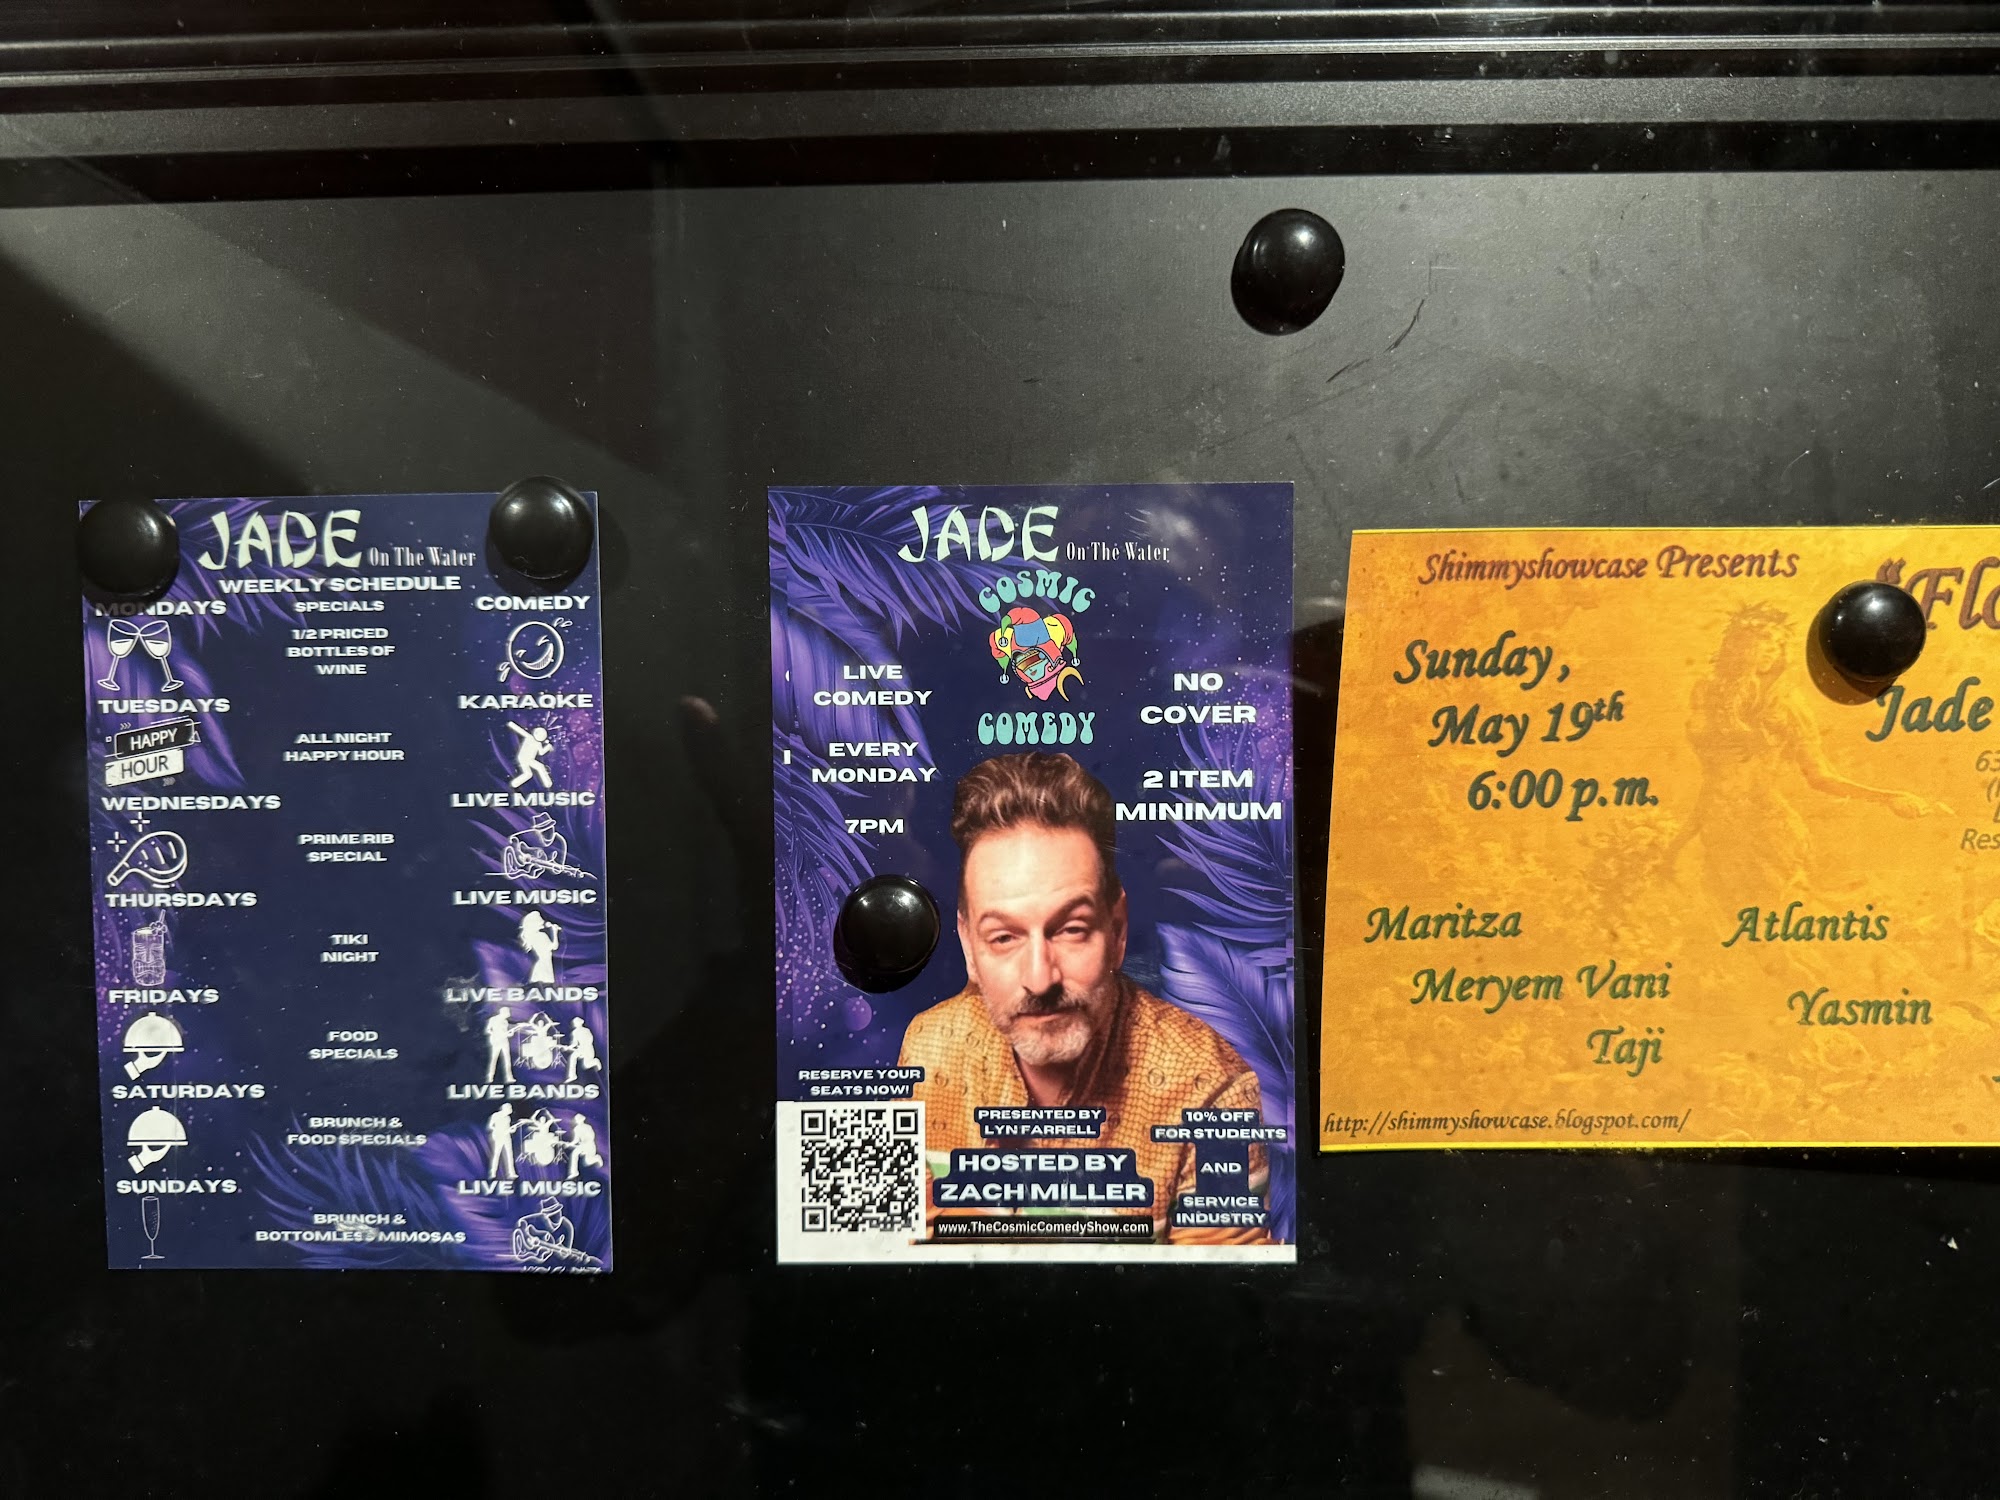 JADE On The Water
WEEKLY SCHEDULE
MONDAYS
SPECIALS
COMEDY
1/2 PRICED
BOTTLES OF
WINE
TUESDAYS
KARAOKE
HAPPY
HOUR
ALL NIGHT
HAPPY HOUR
WEDNESDAYS
LIVE MUSIC
PRIME RIB
SPECIAL
THURSDAYS
LIVE MUSIC
TIKI
NIGHT
FRIDAYS
LIVE BANDS
FOOD
SPECIALS
SATURDAYS
LIVE BANDS
BRUNCH &
FOOD SPECIALS
SUNDAYS
LIVE MUSIC
BRUNCH &
BOTTOMLESS MIMOSAS
JADE On The Water
COSMIC
COMEDY
LIVE
COMEDY
EVERY
MONDAY
7PM
NO
COVER
2 ITEM
MINIMUM
RESERVE YOUR
SEATS NOW!
PRESENTED BY
LYN FARRELL
HOSTED BY
ZACH MILLER
www.TheCosmicComedyShow.com
10% OFF
FOR STUDENTS
AND
SERVICE
INDUSTRY
Shimmyshowcase Presents
"Flo
Sunday,
May 19th
6:00 p.m.
Jade
63
Res
Maritza
Atlantis
Meryem Vani
Yasmin
Taji
http://shimmyshowcase.blogspot.com/